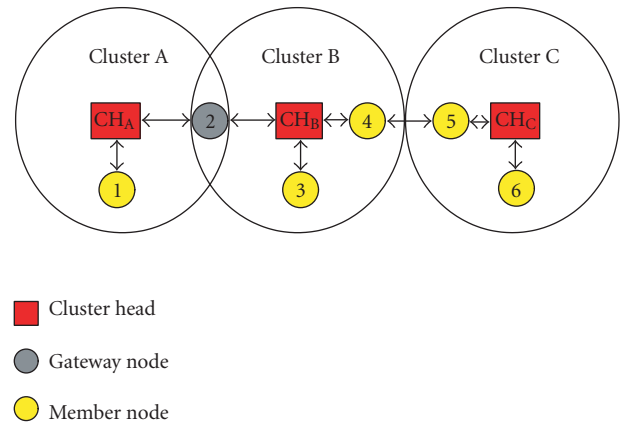 Cluster A
Cluster B
Cluster C
CHA
2
CHB
4
5
CHC
1
3
6
Cluster head
Gateway node
Member node